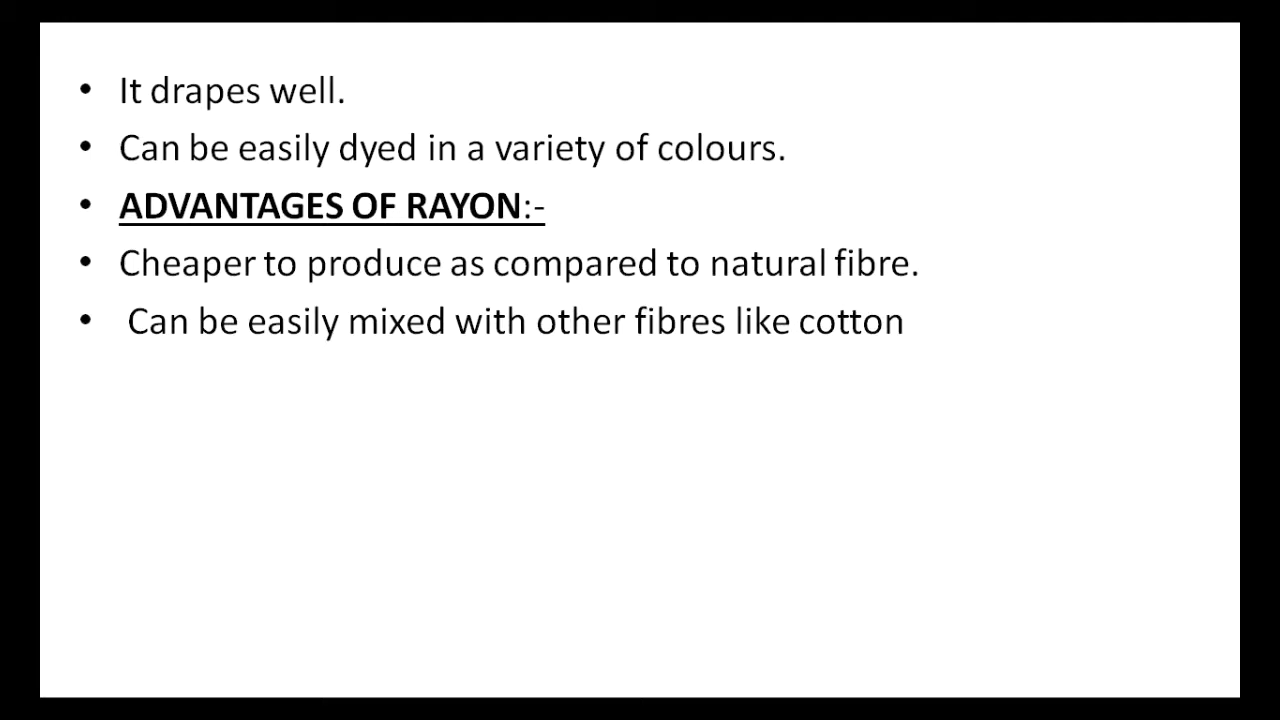 • It drapes well.
• Can be easily dyed in a variety of colours.
• ADVANTAGES OF RAYON:-
• Cheaper to produce as compared to natural fibre.
• Can be easily mixed with other fibres like cotton